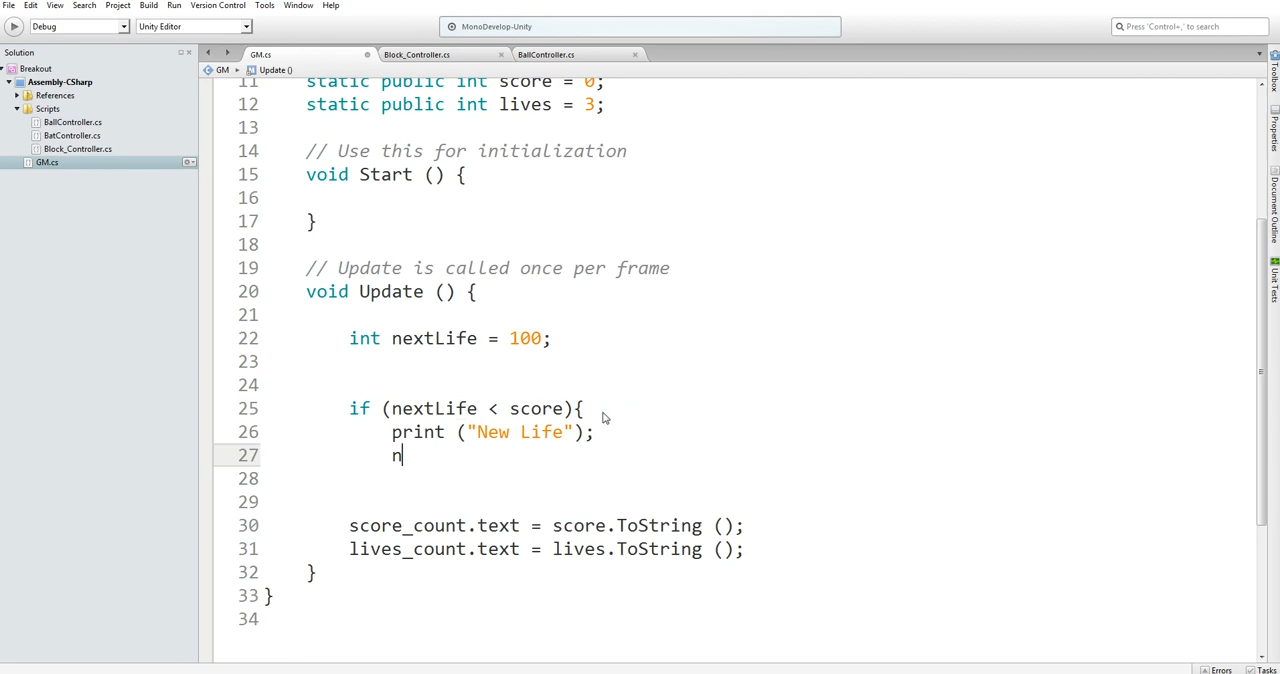 File Edit View Search Project Build Run Version Control Tools Window Help
Debug Unity Editor MonoDevelop-Unity Press 'Control+,' to search
Solution
Breakout
Assembly-CSharp
References
Scripts
BallController.cs
BatController.cs
Block_Controller.cs
GM.cs
GM.cs Block_Controller.cs BallController.cs
GM Update ()
11 static public int score = 0;
12 static public int lives = 3;
13
14 // Use this for initialization
15 void Start () {
16
17 }
18
19 // Update is called once per frame
20 void Update () {
21
22 int nextLife = 100;
23
24
25 if (nextLife < score){
26 print ("New Life");
27 n
28
29
30 score_count.text = score.ToString ();
31 lives_count.text = lives.ToString ();
32 }
33 }
34
Toolbox
Properties
Document Outline
Unit Tests
Errors Tasks